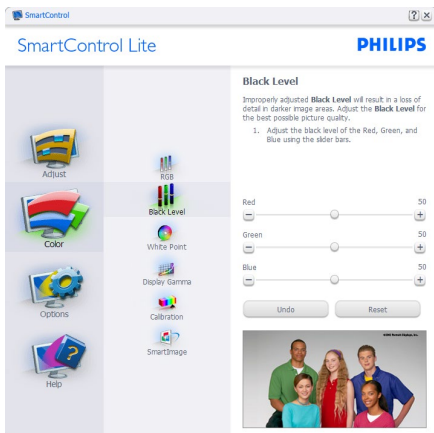 SmartControl
SmartControl Lite
PHILIPS
Adjust
Color
Options
Help
RGB
Black Level
White Point
Display Gamma
Calibration
SmartImage
Black Level
Improperly adjusted Black Level will result in a loss of
detail in darker image areas. Adjust the Black Level for
the best possible picture quality.
1. Adjust the black level of the Red, Green, and
Blue using the slider bars.
Red 50
Green 50
Blue 50
Undo Reset